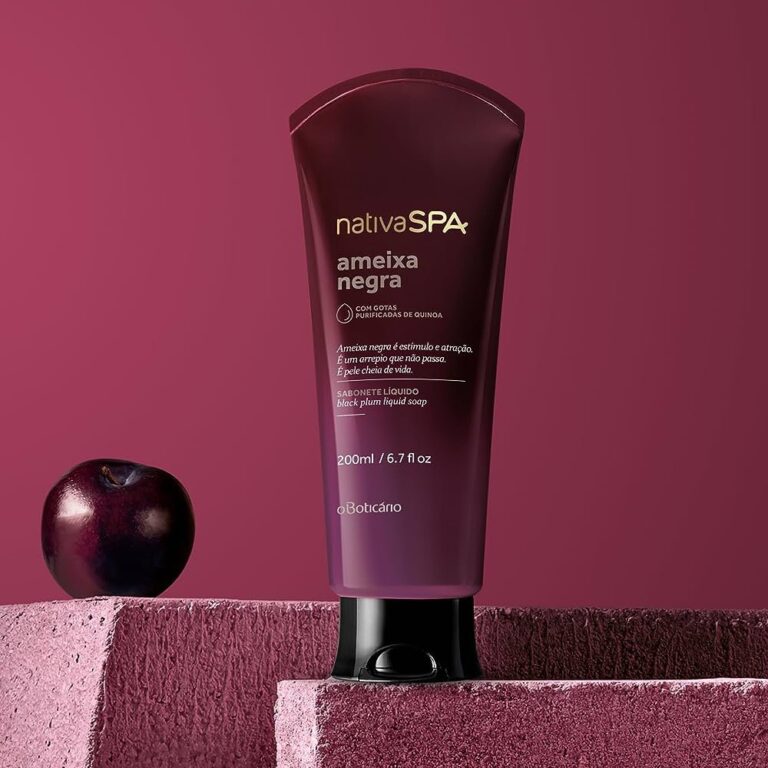 nativaSPA
ameixa
negra
COM GOTAS
PURIFICADAS DE QUINOA
Ameixa negra é estímulo e atração.
É um arrepio que não passa.
É pele cheia de vida.
SABONETE LÍQUIDO
black plum liquid soap
200ml / 6.7 fl oz
oBoticário